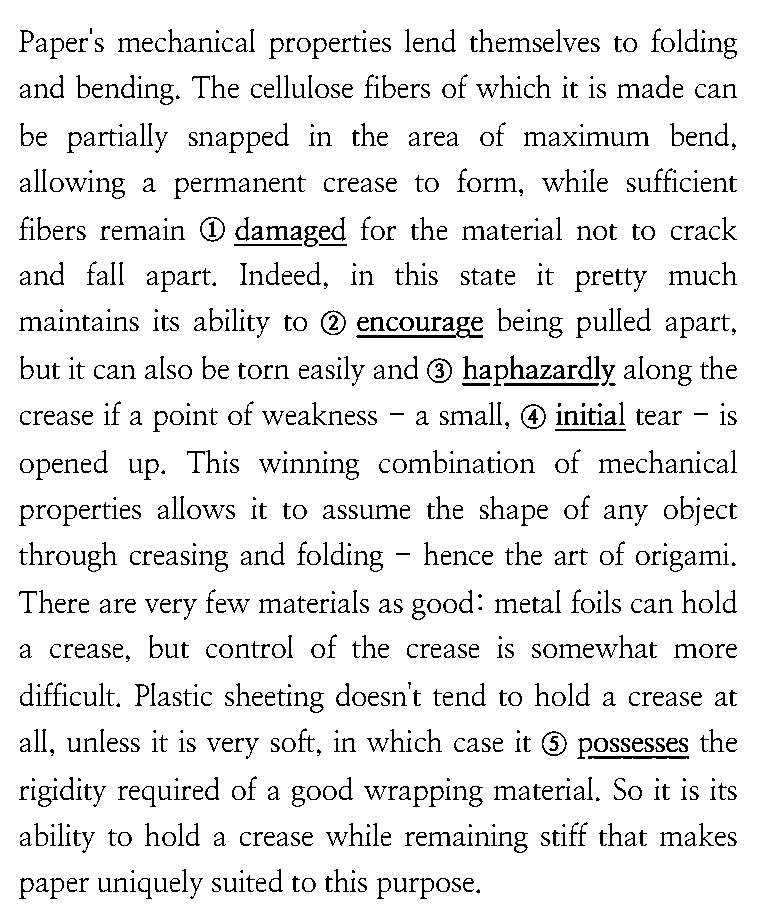 Paper's mechanical properties lend themselves to folding
and bending. The cellulose fibers of which it is made can
be partially snapped in the area of maximum bend,
allowing a permanent crease to form, while sufficient
fibers remain ① damaged for the material not to crack
and fall apart. Indeed, in this state it pretty much
maintains its ability to ② encourage being pulled apart,
but it can also be torn easily and ③ haphazardly along the
crease if a point of weakness - a small, ④ initial tear - is
opened up. This winning combination of mechanical
properties allows it to assume the shape of any object
through creasing and folding - hence the art of origami.
There are very few materials as good: metal foils can hold
a crease, but control of the crease is somewhat more
difficult. Plastic sheeting doesn't tend to hold a crease at
all, unless it is very soft, in which case it ⑤ possesses the
rigidity required of a good wrapping material. So it is its
ability to hold a crease while remaining stiff that makes
paper uniquely suited to this purpose.